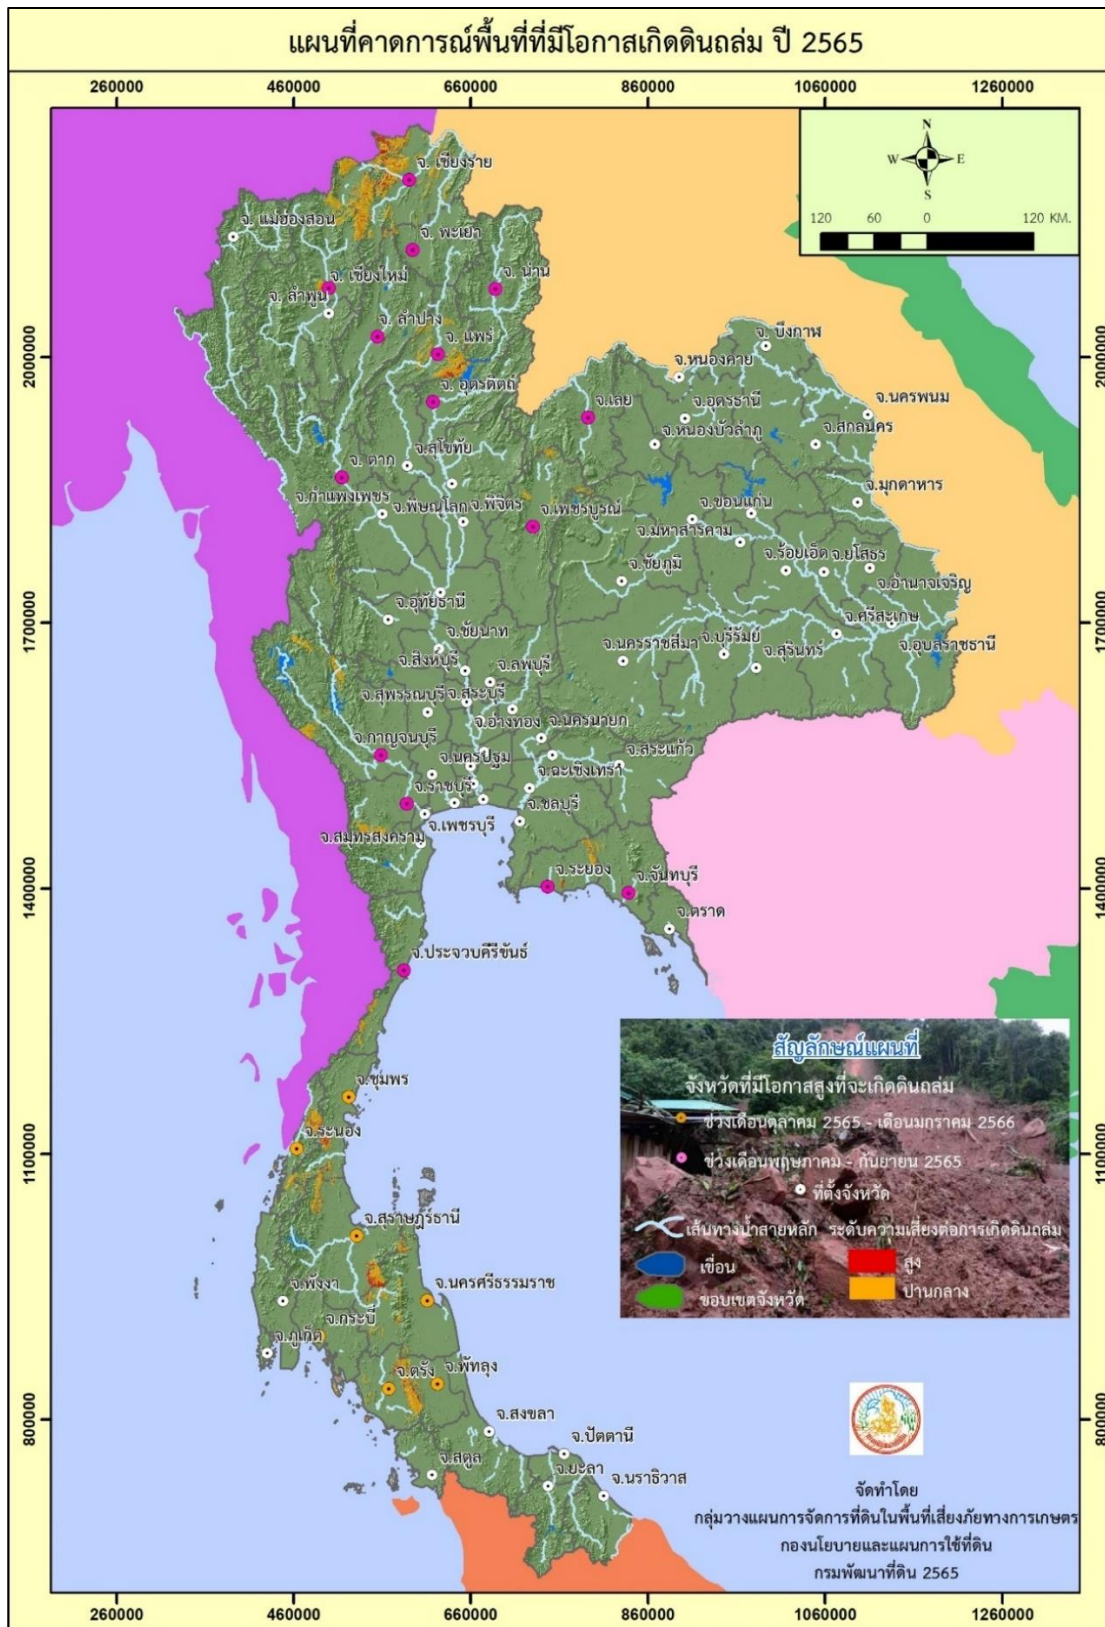 แผนที่คาดการณ์พื้นที่ที่มีโอกาสเกิดดินถล่ม ปี 2565
260000 460000 660000 860000 1060000 1260000
N
W E
S
120 60 0 120 KM.
จ. เชียงราย
จ. แม่ฮ่องสอน
จ. พะเยา
จ. น่าน
จ. เชียงใหม่
จ. ลำพูน
จ. ลำปาง
จ. แพร่
จ. บึงกาฬ
2000000 2000000
จ.หนองคาย
จ. อุตรดิตถ์
จ.เลย
จ.อุดรธานี
จ.นครพนม
จ.หนองบัวลำภู
จ.สกลนคร
จ.สุโขทัย
จ. ตาก
จ.มุกดาหาร
จ.กำแพงเพชร
จ.พิษณุโลก
จ.พิจิตร
จ.เพชรบูรณ์
จ.ขอนแก่น
จ.มหาสารคาม
จ.ชัยภูมิ
จ.ร้อยเอ็ด
จ.ยโสธร
จ.อำนาจเจริญ
จ.อุทัยธานี
1700000 1700000
จ.ชัยนาท
จ.ศรีสะเกษ
จ.นครราชสีมา
จ.บุรีรัมย์
จ.สุรินทร์
จ.อุบลราชธานี
จ.สิงหบุรี
จ.ลพบุรี
จ.สุพรรณบุรี
จ.สระบุรี
จ.อ่างทอง
จ.นครนายก
จ.กาญจนบุรี
จ.นครปฐม
จ.สระแก้ว
จ.ฉะเชิงเทรา
จ.ราชบุรี
จ.ชลบุรี
จ.เพชรบุรี
จ.สมุทรสงคราม
จ.ระยอง
จ.จันทบุรี
1400000 1400000
จ.ตราด
จ.ประจวบคีรีขันธ์
สัญลักษณ์แผนที่
จังหวัดที่มีโอกาสสูงที่จะเกิดดินถล่ม
จ.ชุมพร
ช่วงเดือนตุลาคม 2565 - เดือนมกราคม 2566
จ.ระนอง
1100000 1100000
ช่วงเดือนพฤษภาคม - กันยายน 2565
ที่ตั้งจังหวัด
จ.สุราษฎร์ธานี
เส้นทางน้ำสายหลัก ระดับความเสี่ยงต่อการเกิดดินถล่ม
เขื่อน สูง
จ.พังงา
จ.นครศรีธรรมราช
ขอบเขตจังหวัด ปานกลาง
จ.กระบี่
จ.ภูเก็ต
จ.ตรัง
จ.พัทลุง
800000 800000
จ.สงขลา
จ.ปัตตานี
จ.สตูล
จ.ยะลา
จ.นราธิวาส
จัดทำโดย
กลุ่มวางแผนการจัดการที่ดินในพื้นที่เสี่ยงภัยทางการเกษตร
กองนโยบายและแผนการใช้ที่ดิน
กรมพัฒนาที่ดิน 2565
260000 460000 660000 860000 1060000 1260000